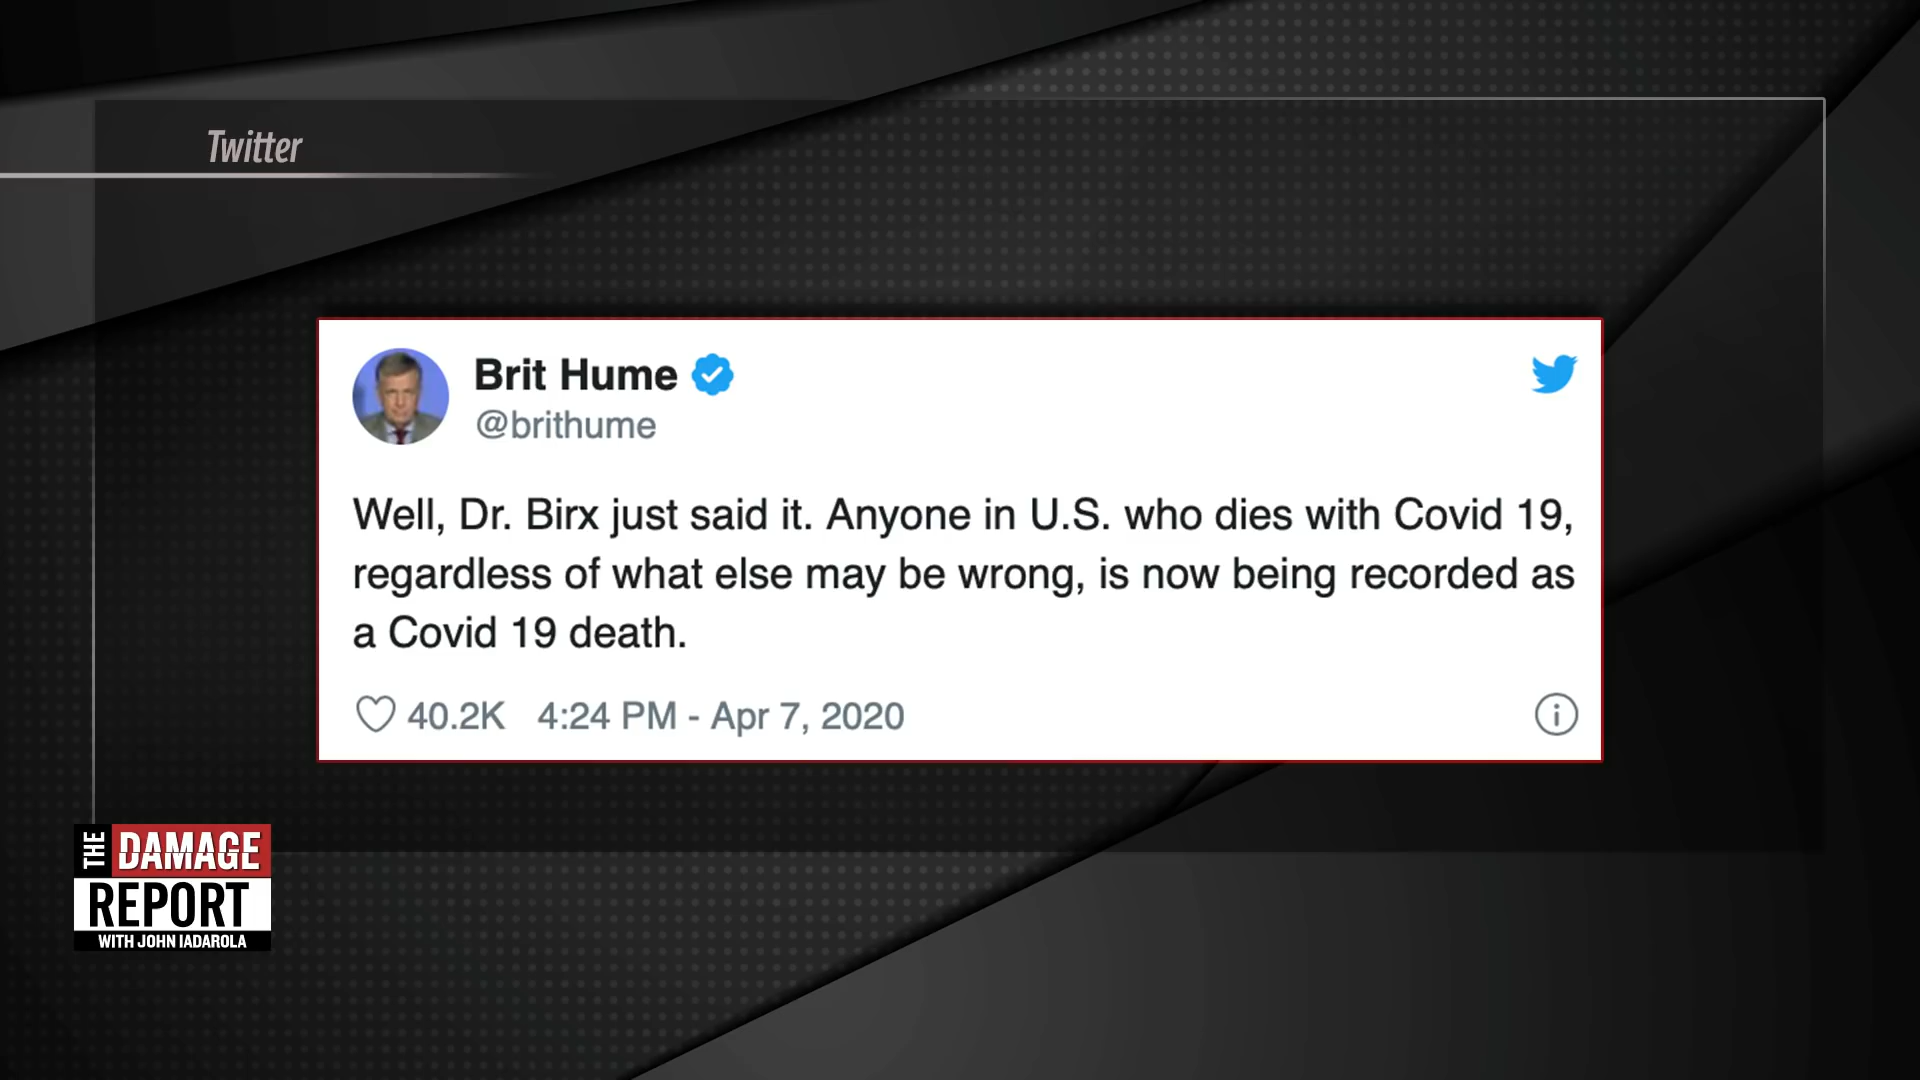 Twitter
Brit Hume
@brithume
Well, Dr. Birx just said it. Anyone in U.S. who dies with Covid 19,
regardless of what else may be wrong, is now being recorded as
a Covid 19 death.
40.2K 4:24 PM - Apr 7, 2020
THE DAMAGE
REPORT
WITH JOHN IADAROLA